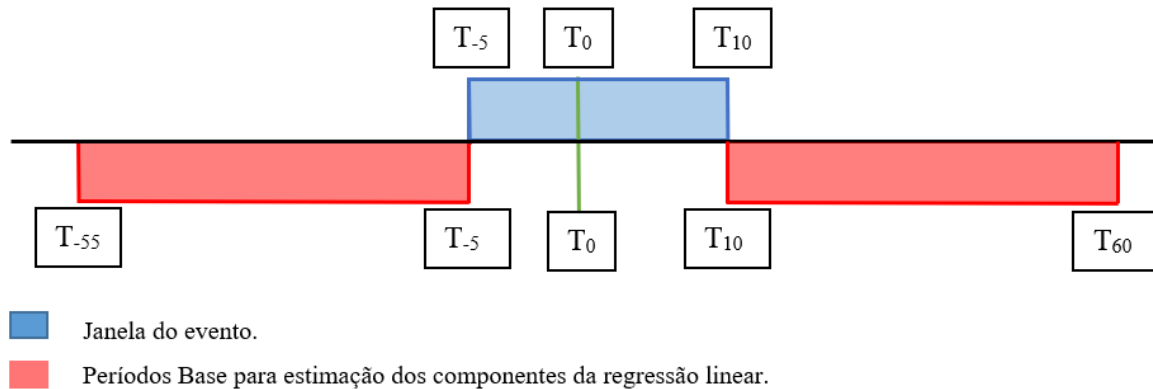 T-5 T0 T10
T-55 T-5 T0 T10 T60
Janela do evento.
Períodos Base para estimação dos componentes da regressão linear.